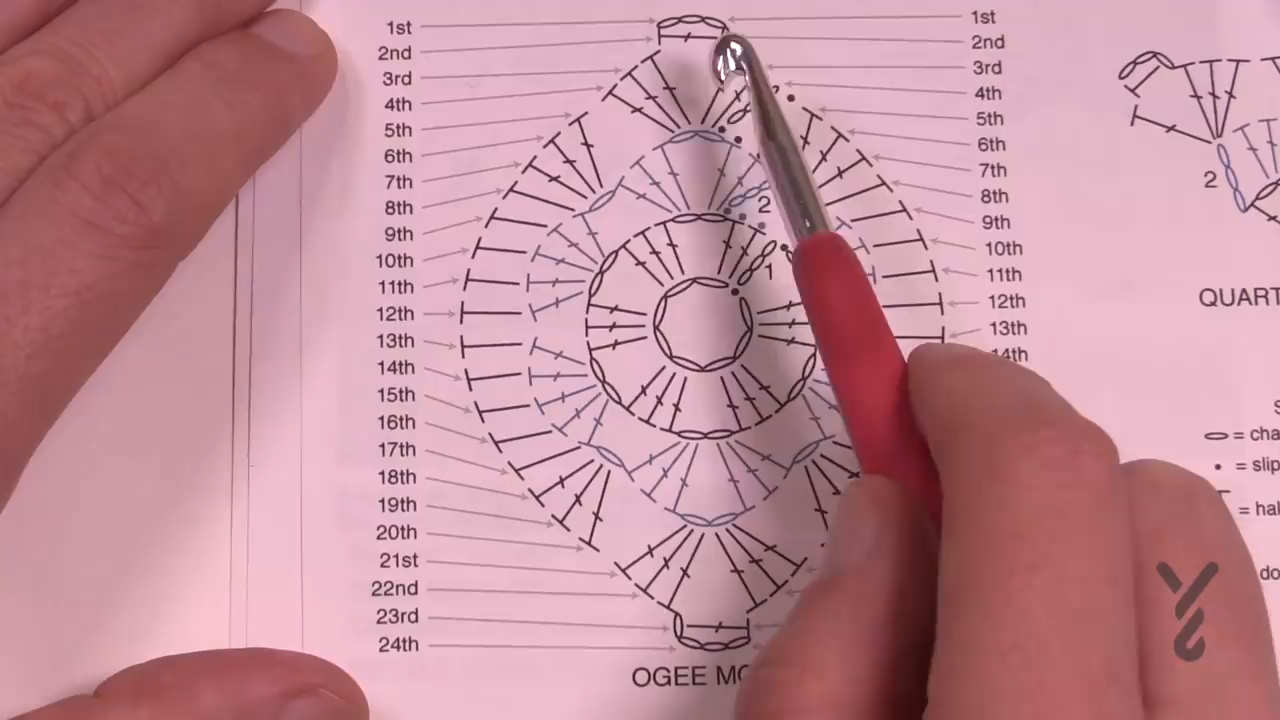 1st
2nd
3rd
4th
5th
6th
7th
8th
9th
10th
11th
12th
13th
14th
15th
16th
17th
18th
19th
20th
21st
22nd
23rd
24th
1st
2nd
3rd
4th
5th
6th
7th
8th
9th
10th
11th
12th
13th
14th
2
1
OGEE
2
QUART
= cha
= slip
= hal
do